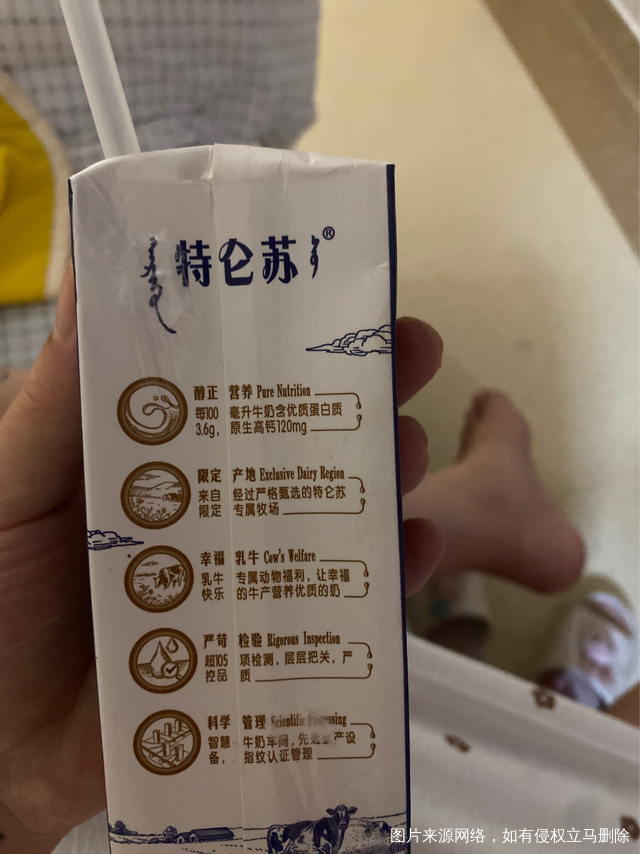 特仑苏®
醇正 营养 Pure Nutrition
每100 毫升牛奶含优质蛋白质
3.6g， 原生高钙120mg
限定 产地 Exclusive Dairy Region
来自 经过严格甄选的特仑苏
限定 专属牧场
幸福 乳牛 Cow's Welfare
乳牛 专属动物福利，让幸福
快乐 的牛产营养优质的奶
严苛 检验 Rigorous Inspection
超105 项检测，层层把关，严
控品 质
科学 管理 Scientific Processing
智慧 牛奶车间，先进生产设
备， 指纹认证管理
图片来源网络，如有侵权立马删除